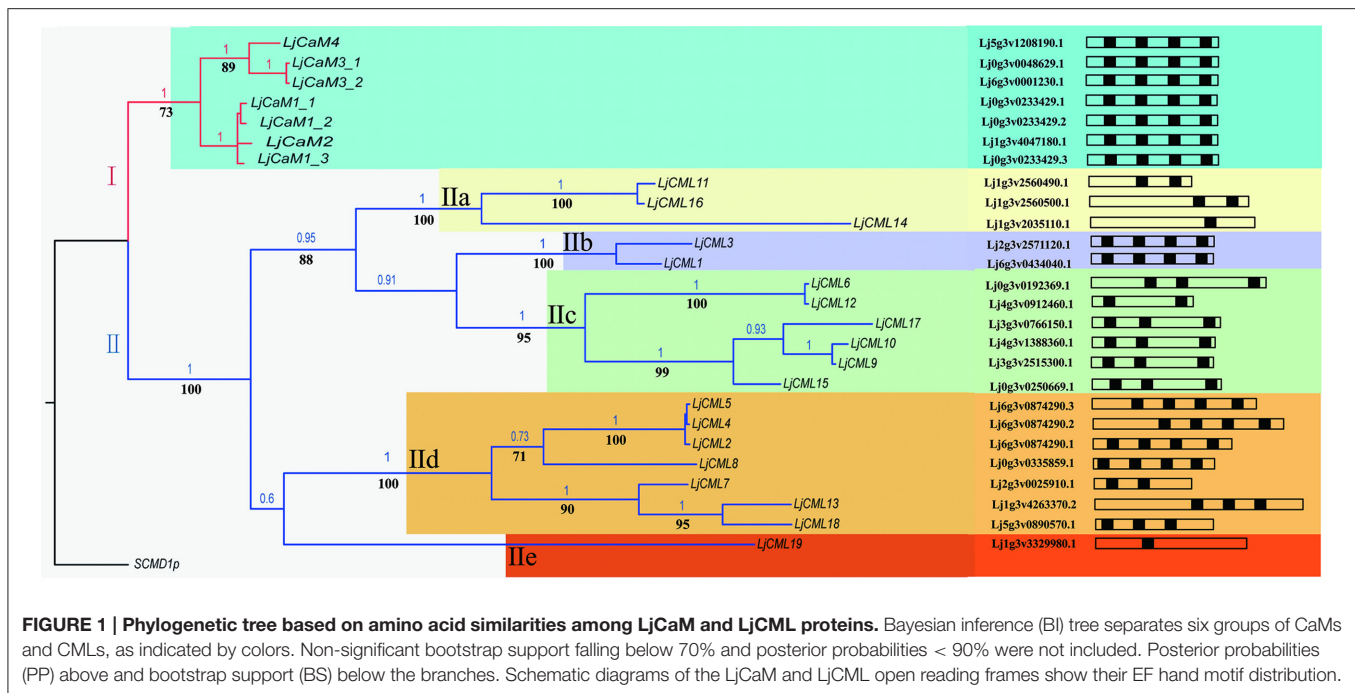 I
II
1
73
1
89
1
1
LjCaM4
LjCaM3_1
LjCaM3_2
LjCaM1_1
LjCaM1_2
LjCaM2
LjCaM1_3
Lj5g3v1208190.1
Lj0g3v0048629.1
Lj6g3v0001230.1
Lj0g3v0233429.1
Lj0g3v0233429.2
Lj1g3v4047180.1
Lj0g3v0233429.3
1
100
0.95
88
1
100
IIa
1
100
LjCML11
LjCML16
LjCML14
Lj1g3v2560490.1
Lj1g3v2560500.1
Lj1g3v2035110.1
0.91
1
100
IIb
LjCML3
LjCML1
Lj2g3v2571120.1
Lj6g3v0434040.1
1
95
IIc
1
100
0.93
1
1
99
LjCML6
LjCML12
LjCML17
LjCML10
LjCML9
LjCML15
Lj0g3v0192369.1
Lj4g3v0912460.1
Lj3g3v0766150.1
Lj4g3v1388360.1
Lj3g3v2515300.1
Lj0g3v0250669.1
0.6
1
100
IId
0.73
71
1
100
1
90
1
95
LjCML5
LjCML4
LjCML2
LjCML8
LjCML7
LjCML13
LjCML18
Lj6g3v0874290.3
Lj6g3v0874290.2
Lj6g3v0874290.1
Lj0g3v0335859.1
Lj2g3v0025910.1
Lj1g3v4263370.2
Lj5g3v0890570.1
IIe
LjCML19
Lj1g3v3329980.1
SCMD1p
FIGURE 1 | Phylogenetic tree based on amino acid similarities among LjCaM and LjCML proteins. Bayesian inference (BI) tree separates six groups of CaMs
and CMLs, as indicated by colors. Non-significant bootstrap support falling below 70% and posterior probabilities < 90% were not included. Posterior probabilities
(PP) above and bootstrap support (BS) below the branches. Schematic diagrams of the LjCaM and LjCML open reading frames show their EF hand motif distribution.